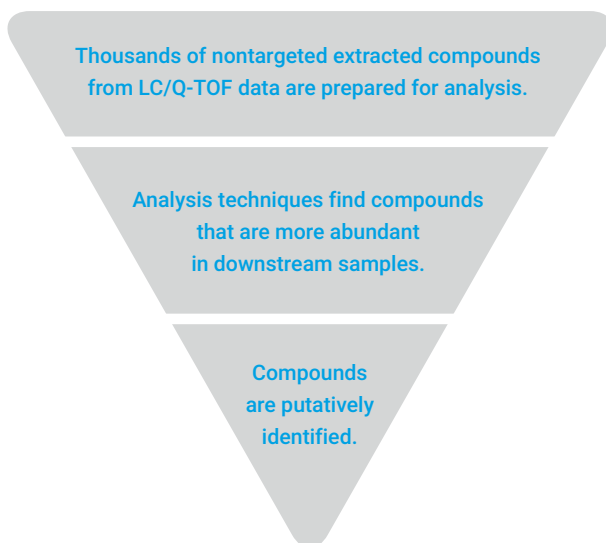 Thousands of nontargeted extracted compounds
from LC/Q-TOF data are prepared for analysis.
Analysis techniques find compounds
that are more abundant
in downstream samples.
Compounds
are putatively
identified.